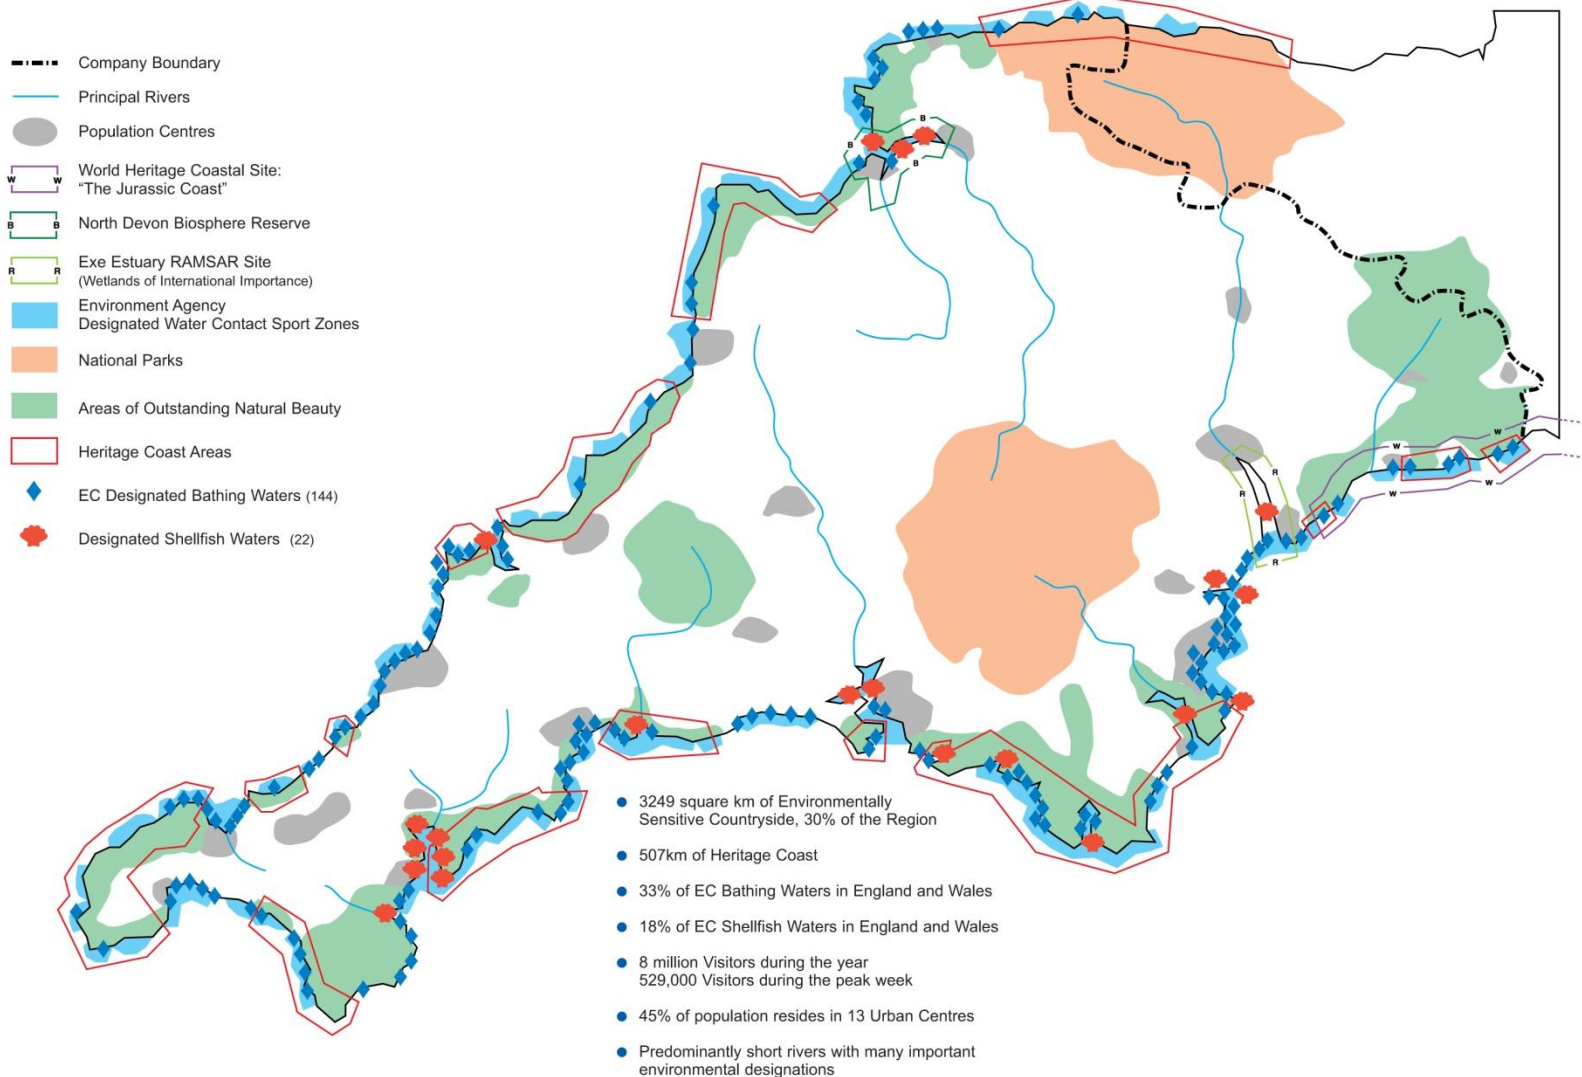 Company Boundary
Principal Rivers
Population Centres
W W
World Heritage Coastal Site:
“The Jurassic Coast”
B B
North Devon Biosphere Reserve
R R
Exe Estuary RAMSAR Site
(Wetlands of International Importance)
Environment Agency
Designated Water Contact Sport Zones
National Parks
Areas of Outstanding Natural Beauty
Heritage Coast Areas
EC Designated Bathing Waters (144)
Designated Shellfish Waters (22)
B
B
B
W
W
W
W
R
R
R
3249 square km of Environmentally
Sensitive Countryside, 30% of the Region
507km of Heritage Coast
33% of EC Bathing Waters in England and Wales
18% of EC Shellfish Waters in England and Wales
8 million Visitors during the year
529,000 Visitors during the peak week
45% of population resides in 13 Urban Centres
Predominantly short rivers with many important
environmental designations